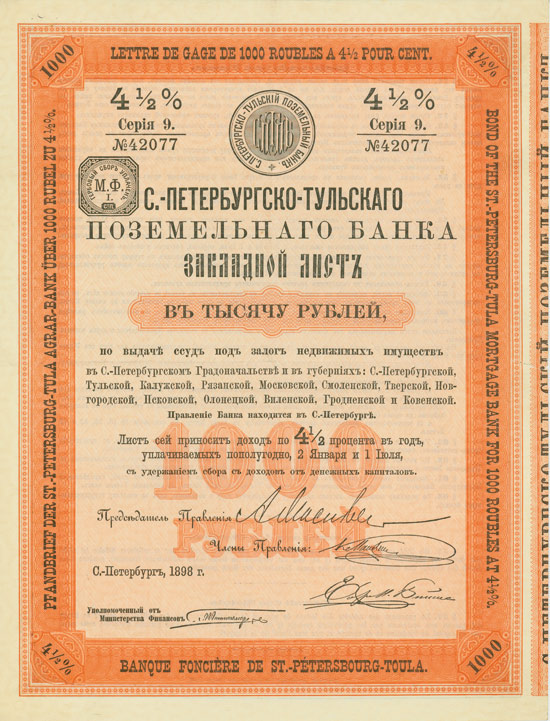 LETTRE DE GAGE DE 1000 ROUBLES A 4½ POUR CENT.
1000
4½%
4½%
Серія 9.
№42077
С.-ПЕТЕРБУРГСКО-ТУЛЬСКІЙ ПОЗЕМЕЛЬНЫЙ БАНКЪ
4½%
Серія 9.
№42077
М.Ф.
I.
СПБ
С.-ПЕТЕРБУРГСКО-ТУЛЬСКАГО
ПОЗЕМЕЛЬНАГО БАНКА
ЗАКЛАДНОЙ ЛИСТЪ
ВЪ ТЫСЯЧУ РУБЛЕЙ,
по выдачѣ ссудъ подъ залогъ недвижимыхъ имуществъ
въ С.-Петербургскомъ Градоначальствѣ и въ губерніяхъ: С.-Петербургской,
Тульской, Калужской, Рязанской, Московской, Смоленской, Тверской, Нов-
городской, Псковской, Олонецкой, Виленской, Гродненской и Ковенской.
Правленіе Банка находится въ С.-Петербургѣ.
Листъ сей приноситъ доходъ по 4½ процента въ годъ,
уплачиваемыхъ пополугодно, 2 Января и 1 Іюля,
съ удержаніемъ сбора съ доходовъ отъ денежныхъ капиталовъ.
1000
РУБЛЕЙ
Предсѣдатель Правленія
Члены Правленія:
С.-Петербургъ, 1898 г.
Уполномоченный отъ
Министерства Финансовъ
PFANDBRIEF DER ST.-PETERSBURG-TULA AGRAR-BANK ÜBER 1000 RUBEL ZU 4½%.
BOND OF THE ST.-PETERSBURG-TULA MORTGAGE BANK FOR 1000 ROUBLES AT 4½%.
4½%
BANQUE FONCIÈRE DE ST.-PÉTERSBOURG-TOULA.
1000